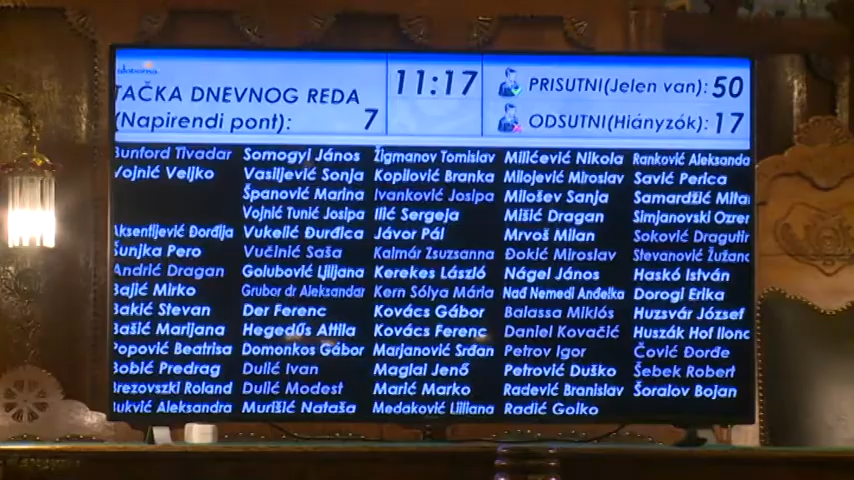 slobodna
TAČKA DNEVNOG REDA
(Napirendi pont): 7
11:17
PRISUTNI(Jelen van): 50
ODSUTNI(Hiányzók): 17
Bunford Tivadar Somogyi János Žigmanov Tomislav Milićević Nikola Ranković Aleksanda
Vojnić Veljko Vasiljević Sonja Kopilović Branka Milojević Miroslav Savić Perica
Španović Marina Ivanković Josipa Milošev Sanja Samardžić Mitar
Vojnić Tunić Josipa Ilić Sergeja Mišić Dragan Simjanovski Ozren
Aksentijević Đorđija Vukelić Đurđica Jávor Pál Mrvoš Milan Soković Dragutin
Šunjka Pero Vučinić Saša Kalmár Zsuzsanna Đokić Miroslav Stevanović Žužana
Andrić Dragan Golubović Ljiljana Kerekes László Nágel János Haskó István
Bajić Mirko Grubor dr Aleksandar Kern Sólya Mária Nađ Nemedi Anđelka Dorogi Erika
Bakić Stevan Der Ferenc Kovács Gábor Balassa Miklós Huzsvár József
Bašić Marijana Hegedűs Attila Kovács Ferenc Daniel Kovačić Huszák Hof Ilona
Popović Beatrisa Domonkos Gábor Marjanović Srđan Petrov Igor Čović Đorđe
Bobić Predrag Dulić Ivan Maglai Jenő Petrović Duško Šebek Robert
Brezovszki Roland Dulić Modest Marić Marko Radević Branislav Šoralov Bojan
Bukvić Aleksandra Murišić Nataša Medaković Ljiljana Radić Goljko